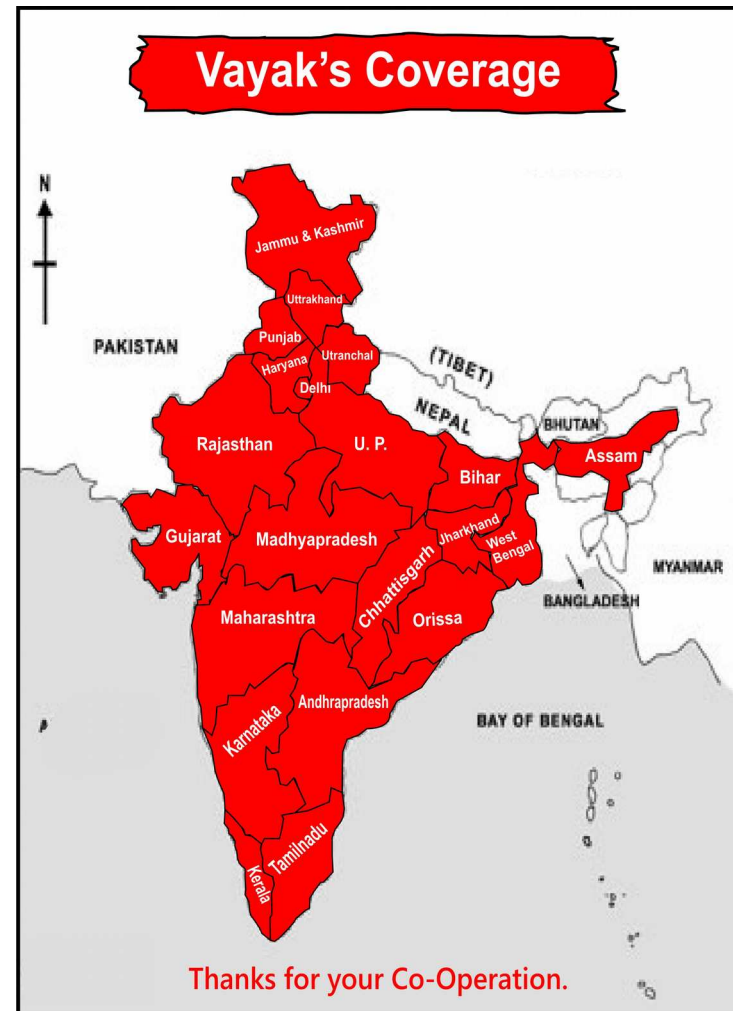 Vayak's Coverage
N
Jammu & Kashmir
Uttrakhand
Punjab
PAKISTAN
Haryana
Utranchal
(TIBET)
Delhi
NEPAL
BHUTAN
Rajasthan
U. P.
Assam
Bihar
Gujarat
Madhyapradesh
Jharkhand
West
Bengal
Chhattisgarh
MYANMAR
BANGLADESH
Maharashtra
Orissa
Andhrapradesh
Karnataka
BAY OF BENGAL
Tamilnadu
Kerala
Thanks for your Co-Operation.